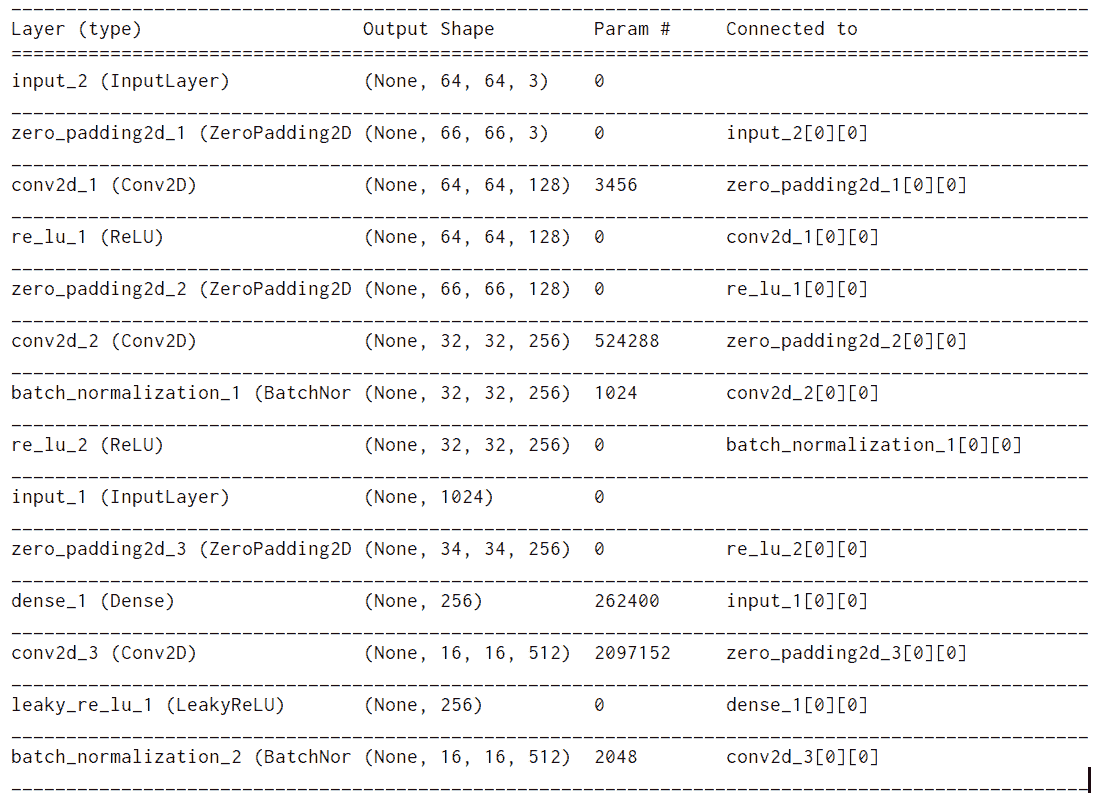 Layer (type) Output Shape Param # Connected to
input_2 (InputLayer) (None, 64, 64, 3) 0
zero_padding2d_1 (ZeroPadding2D (None, 66, 66, 3) 0 input_2[0][0]
conv2d_1 (Conv2D) (None, 64, 64, 128) 3456 zero_padding2d_1[0][0]
re_lu_1 (ReLU) (None, 64, 64, 128) 0 conv2d_1[0][0]
zero_padding2d_2 (ZeroPadding2D (None, 66, 66, 128) 0 re_lu_1[0][0]
conv2d_2 (Conv2D) (None, 32, 32, 256) 524288 zero_padding2d_2[0][0]
batch_normalization_1 (BatchNor (None, 32, 32, 256) 1024 conv2d_2[0][0]
re_lu_2 (ReLU) (None, 32, 32, 256) 0 batch_normalization_1[0][0]
input_1 (InputLayer) (None, 1024) 0
zero_padding2d_3 (ZeroPadding2D (None, 34, 34, 256) 0 re_lu_2[0][0]
dense_1 (Dense) (None, 256) 262400 input_1[0][0]
conv2d_3 (Conv2D) (None, 16, 16, 512) 2097152 zero_padding2d_3[0][0]
leaky_re_lu_1 (LeakyReLU) (None, 256) 0 dense_1[0][0]
batch_normalization_2 (BatchNor (None, 16, 16, 512) 2048 conv2d_3[0][0]